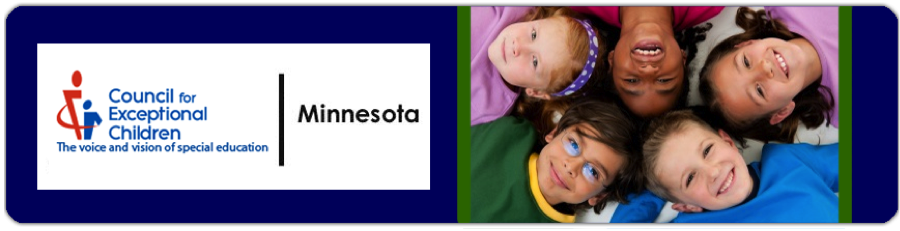 Council for
Exceptional
Children
The voice and vision of special education
Minnesota